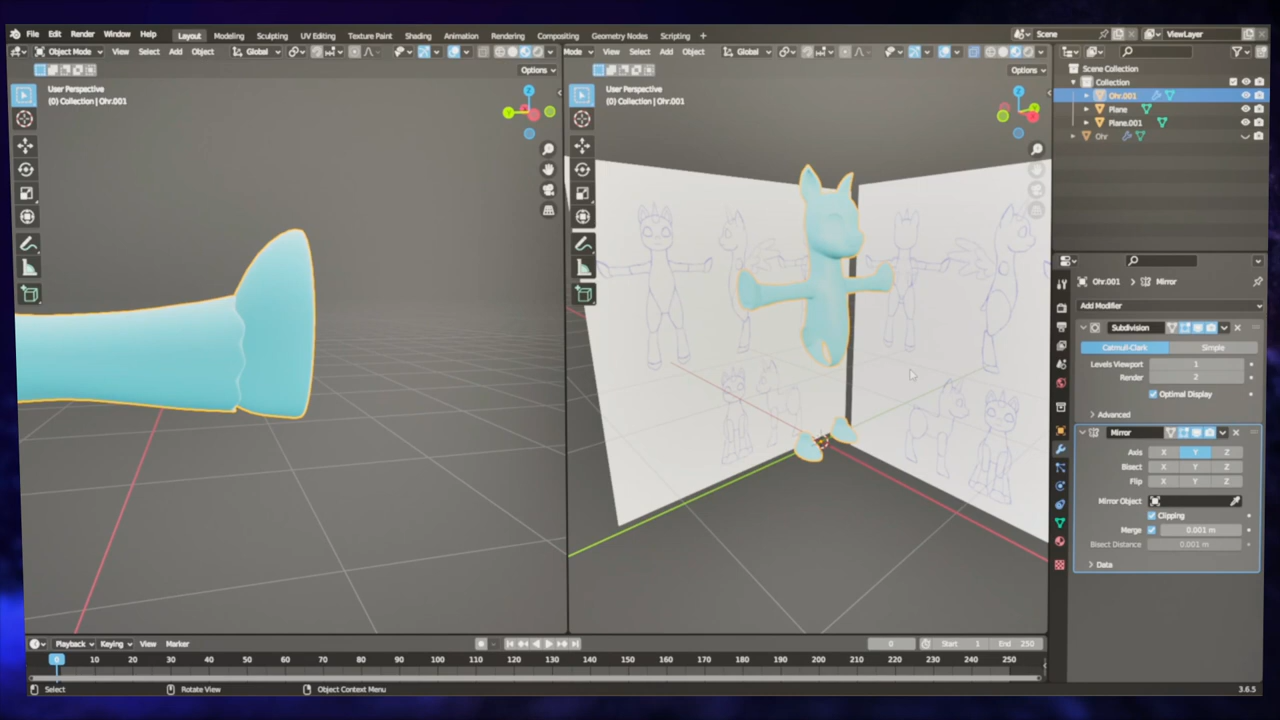 File Edit Render Window Help Layout Modeling Sculpting UV Editing Texture Paint Shading Animation Rendering Compositing Geometry Nodes Scripting + Scene ViewLayer
Object Mode View Select Add Object Global Mode View Select Add Object Global
Options Options
User Perspective
(0) Collection | Ohr.001
User Perspective
(0) Collection | Ohr.001
Z
Z
Scene Collection
Collection
Ohr.001
Plane
Plane.001
Ohr
Ohr.001 > Mirror
Add Modifier
Subdivision
Catmull-Clark Simple
Levels Viewport 1
Render 2
Optimal Display
Advanced
Mirror
Axis X Y Z
Bisect X Y Z
Flip X Y Z
Mirror Object
Clipping
Merge 0.001 m
Bisect Distance 0.001 m
Data
Playback Keying View Marker 0 Start 1 End 250
0 10 20 30 40 50 60 70 80 90 100 110 120 130 140 150 160 170 180 190 200 210 220 230 240 250
Select Rotate View Object Context Menu 3.6.5